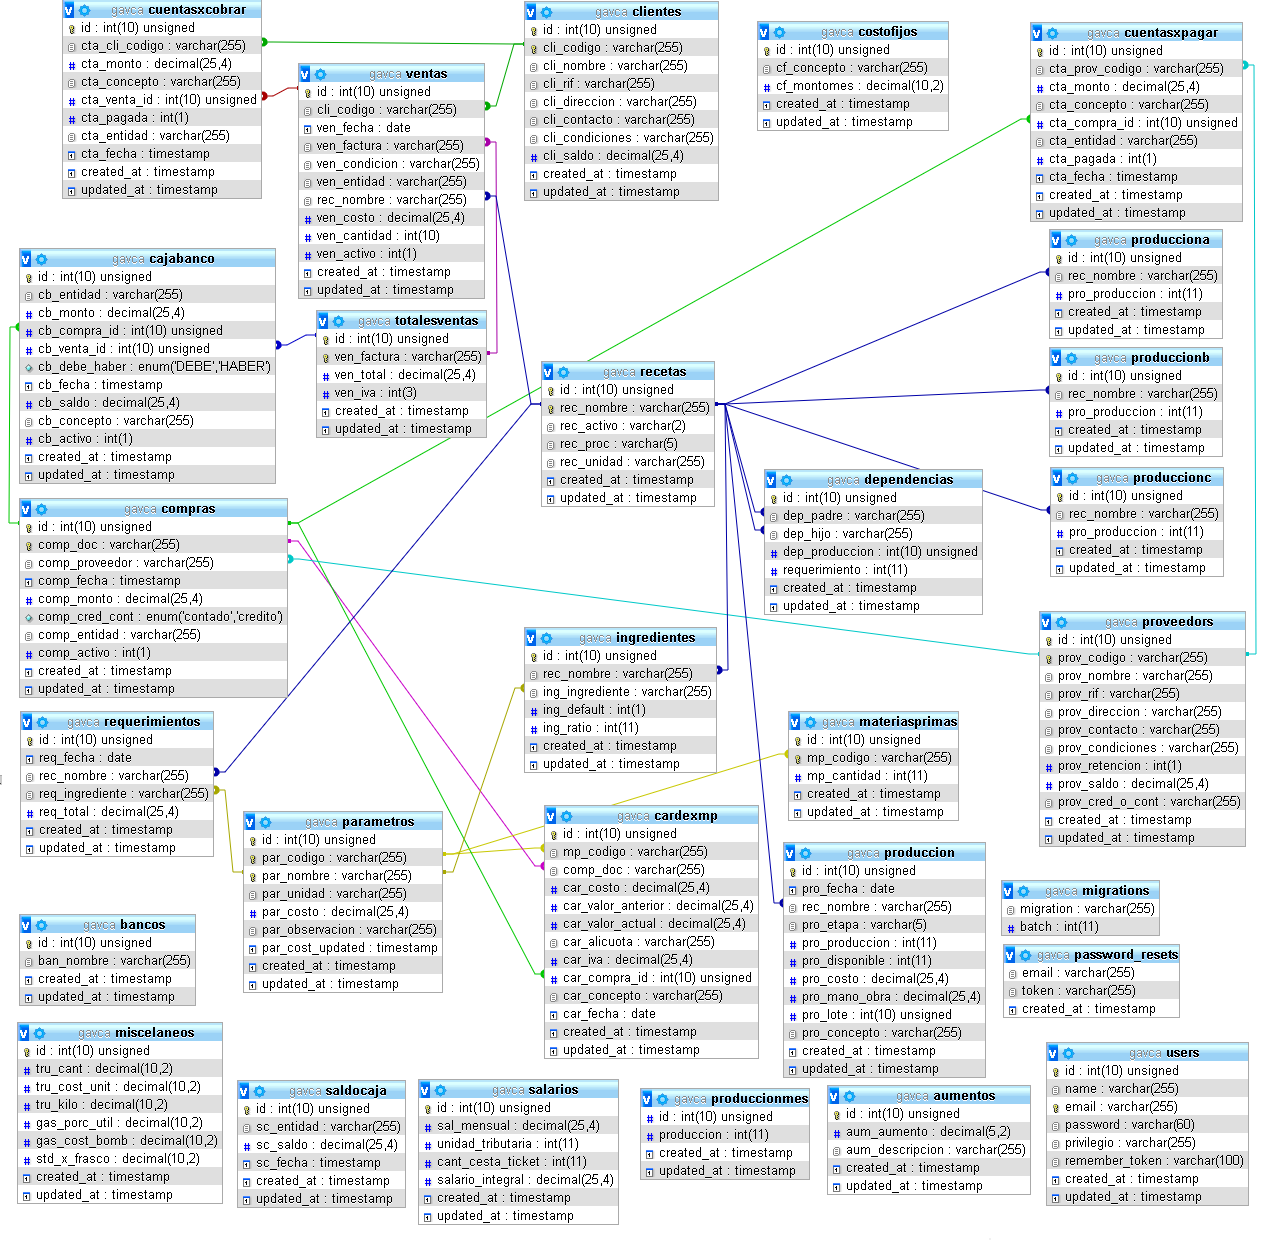 gavca cuentasxcobrar
id : int(10) unsigned
cta_cli_codigo : varchar(255)
cta_monto : decimal(25,4)
cta_concepto : varchar(255)
cta_venta_id : int(10) unsigned
cta_pagada : int(1)
cta_entidad : varchar(255)
cta_fecha : timestamp
created_at : timestamp
updated_at : timestamp
gavca ventas
id : int(10) unsigned
cli_codigo : varchar(255)
ven_fecha : date
ven_factura : varchar(255)
ven_condicion : varchar(255)
ven_entidad : varchar(255)
rec_nombre : varchar(255)
ven_costo : decimal(25,4)
ven_cantidad : int(10)
ven_activo : int(1)
created_at : timestamp
updated_at : timestamp
gavca clientes
id : int(10) unsigned
cli_codigo : varchar(255)
cli_nombre : varchar(255)
cli_rif : varchar(255)
cli_direccion : varchar(255)
cli_contacto : varchar(255)
cli_condiciones : varchar(255)
cli_saldo : decimal(25,4)
created_at : timestamp
updated_at : timestamp
gavca costofijos
id : int(10) unsigned
cf_concepto : varchar(255)
cf_montomes : decimal(10,2)
created_at : timestamp
updated_at : timestamp
gavca cuentasxpagar
id : int(10) unsigned
cta_prov_codigo : varchar(255)
cta_monto : decimal(25,4)
cta_concepto : varchar(255)
cta_compra_id : int(10) unsigned
cta_entidad : varchar(255)
cta_pagada : int(1)
cta_fecha : timestamp
created_at : timestamp
updated_at : timestamp
gavca cajabanco
id : int(10) unsigned
cb_entidad : varchar(255)
cb_monto : decimal(25,4)
cb_compra_id : int(10) unsigned
cb_venta_id : int(10) unsigned
cb_debe_haber : enum('DEBE','HABER')
cb_fecha : timestamp
cb_saldo : decimal(25,4)
cb_concepto : varchar(255)
cb_activo : int(1)
created_at : timestamp
updated_at : timestamp
gavca totalesventas
id : int(10) unsigned
ven_factura : varchar(255)
ven_total : decimal(25,4)
ven_iva : int(3)
created_at : timestamp
updated_at : timestamp
gavca recetas
id : int(10) unsigned
rec_nombre : varchar(255)
rec_activo : varchar(2)
rec_proc : varchar(5)
rec_unidad : varchar(255)
created_at : timestamp
updated_at : timestamp
gavca producciona
id : int(10) unsigned
rec_nombre : varchar(255)
pro_produccion : int(11)
created_at : timestamp
updated_at : timestamp
gavca produccionb
id : int(10) unsigned
rec_nombre : varchar(255)
pro_produccion : int(11)
created_at : timestamp
updated_at : timestamp
gavca produccionc
id : int(10) unsigned
rec_nombre : varchar(255)
pro_produccion : int(11)
created_at : timestamp
updated_at : timestamp
gavca dependencias
id : int(10) unsigned
dep_padre : varchar(255)
dep_hijo : varchar(255)
dep_produccion : int(10) unsigned
requerimiento : int(11)
created_at : timestamp
updated_at : timestamp
gavca compras
id : int(10) unsigned
comp_doc : varchar(255)
comp_proveedor : varchar(255)
comp_fecha : timestamp
comp_monto : decimal(25,4)
comp_cred_cont : enum('contado','credito')
comp_entidad : varchar(255)
comp_activo : int(1)
created_at : timestamp
updated_at : timestamp
gavca proveedors
id : int(10) unsigned
prov_codigo : varchar(255)
prov_nombre : varchar(255)
prov_rif : varchar(255)
prov_direccion : varchar(255)
prov_contacto : varchar(255)
prov_condiciones : varchar(255)
prov_retencion : int(1)
prov_saldo : decimal(25,4)
prov_cred_o_cont : varchar(255)
created_at : timestamp
updated_at : timestamp
gavca ingredientes
id : int(10) unsigned
rec_nombre : varchar(255)
ing_ingrediente : varchar(255)
ing_default : int(1)
ing_ratio : int(11)
created_at : timestamp
updated_at : timestamp
gavca requerimientos
id : int(10) unsigned
req_fecha : date
rec_nombre : varchar(255)
req_ingrediente : varchar(255)
req_total : decimal(25,4)
created_at : timestamp
updated_at : timestamp
gavca materiasprimas
id : int(10) unsigned
mp_codigo : varchar(255)
mp_cantidad : int(11)
created_at : timestamp
updated_at : timestamp
gavca parametros
id : int(10) unsigned
par_codigo : varchar(255)
par_nombre : varchar(255)
par_unidad : varchar(255)
par_costo : decimal(25,4)
par_observacion : varchar(255)
par_cost_updated : timestamp
created_at : timestamp
updated_at : timestamp
gavca cardexmp
id : int(10) unsigned
mp_codigo : varchar(255)
comp_doc : varchar(255)
car_costo : decimal(25,4)
car_valor_anterior : decimal(25,4)
car_valor_actual : decimal(25,4)
car_alicuota : varchar(255)
car_iva : decimal(25,4)
car_compra_id : int(10) unsigned
car_concepto : varchar(255)
car_fecha : date
created_at : timestamp
updated_at : timestamp
gavca produccion
id : int(10) unsigned
pro_fecha : date
rec_nombre : varchar(255)
pro_etapa : varchar(5)
pro_produccion : int(11)
pro_disponible : int(11)
pro_costo : decimal(25,4)
pro_mano_obra : decimal(25,4)
pro_lote : int(10) unsigned
pro_concepto : varchar(255)
created_at : timestamp
updated_at : timestamp
gavca migrations
migration : varchar(255)
batch : int(11)
gavca password_resets
email : varchar(255)
token : varchar(255)
created_at : timestamp
gavca bancos
id : int(10) unsigned
ban_nombre : varchar(255)
created_at : timestamp
updated_at : timestamp
gavca miscelaneos
id : int(10) unsigned
tru_cant : decimal(10,2)
tru_cost_unit : decimal(10,2)
tru_kilo : decimal(10,2)
gas_porc_util : decimal(10,2)
gas_cost_bomb : decimal(10,2)
std_x_frasco : decimal(10,2)
created_at : timestamp
updated_at : timestamp
gavca saldocaja
id : int(10) unsigned
sc_entidad : varchar(255)
sc_saldo : decimal(25,4)
sc_fecha : timestamp
created_at : timestamp
updated_at : timestamp
gavca salarios
id : int(10) unsigned
sal_mensual : decimal(25,4)
unidad_tributaria : int(11)
cant_cesta_ticket : int(11)
salario_integral : decimal(25,4)
created_at : timestamp
updated_at : timestamp
gavca produccionmes
id : int(10) unsigned
produccion : int(11)
created_at : timestamp
updated_at : timestamp
gavca aumentos
id : int(10) unsigned
aum_aumento : decimal(5,2)
aum_descripcion : varchar(255)
created_at : timestamp
updated_at : timestamp
gavca users
id : int(10) unsigned
name : varchar(255)
email : varchar(255)
password : varchar(60)
privilegio : varchar(255)
remember_token : varchar(100)
created_at : timestamp
updated_at : timestamp